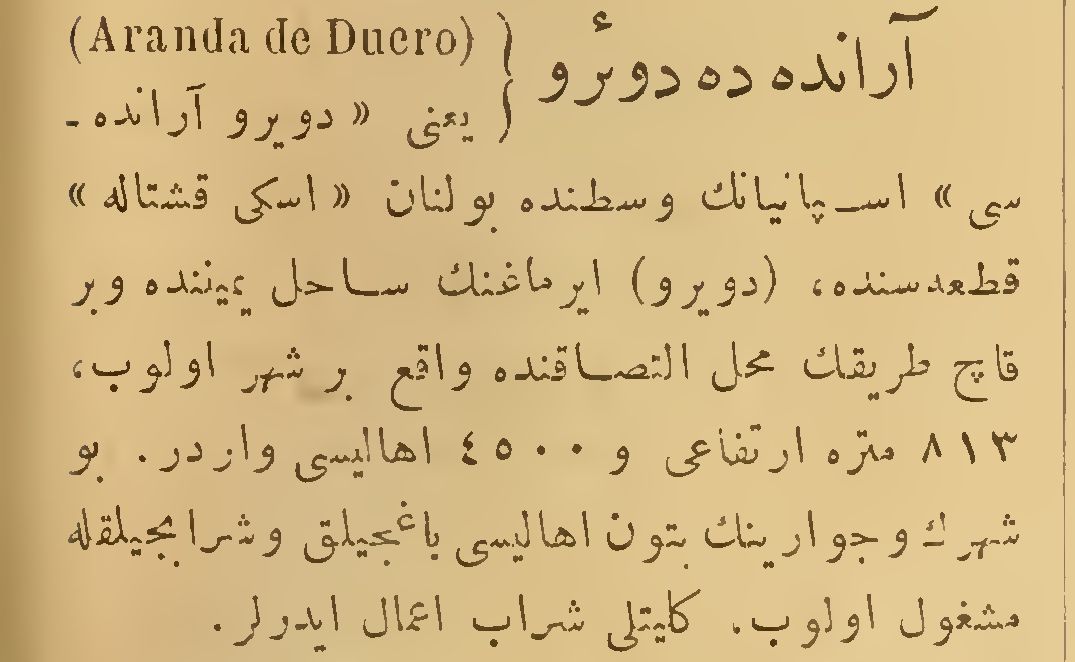 آرانده ده دوئرو { (Aranda de Duero)
یعنی « دویرو آرانده ـ
سی » اسپانیانك وسطنده بولنان « اسکی قشتاله »
قطعه‌سنده، (دویرو) ایرماغنك ساحل یمیننده وبر
قاچ طریقك محل التصاقنده واقع بر شهر اولوب،
٨١٣ متره ارتفاعی و ٤٥٠٠ اهالیسی واردر. بو
شهرك وجوارینك بتون اهالیسی باغجیلق وشرابجیلقله
مشغول اولوب. کلیتلی شراب اعمال ایدرلر.